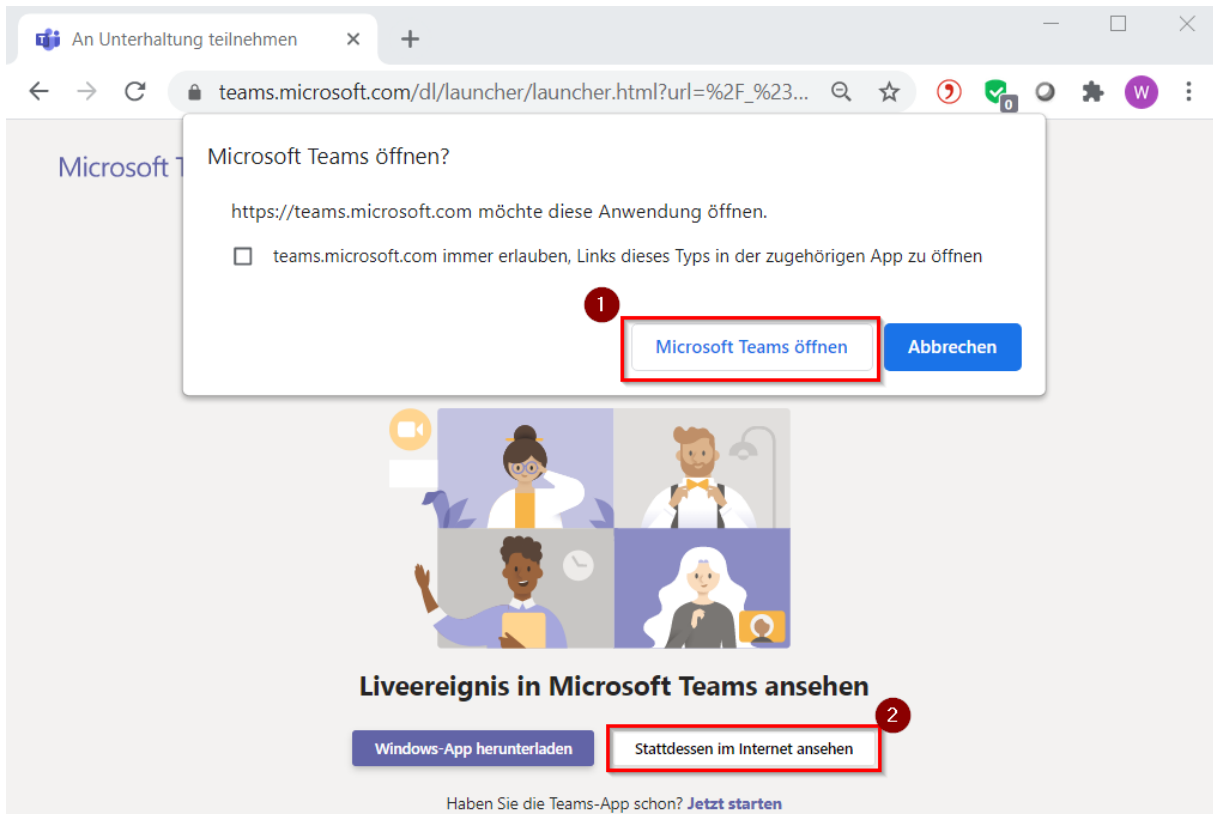 An Unterhaltung teilnehmen
teams.microsoft.com/dl/launcher/launcher.html?url=%2F_%23...
0
W
Microsoft T
Microsoft Teams öffnen?
https://teams.microsoft.com möchte diese Anwendung öffnen.
teams.microsoft.com immer erlauben, Links dieses Typs in der zugehörigen App zu öffnen
1
Microsoft Teams öffnen
Abbrechen
Liveereignis in Microsoft Teams ansehen
2
Windows-App herunterladen
Stattdessen im Internet ansehen
Haben Sie die Teams-App schon? Jetzt starten